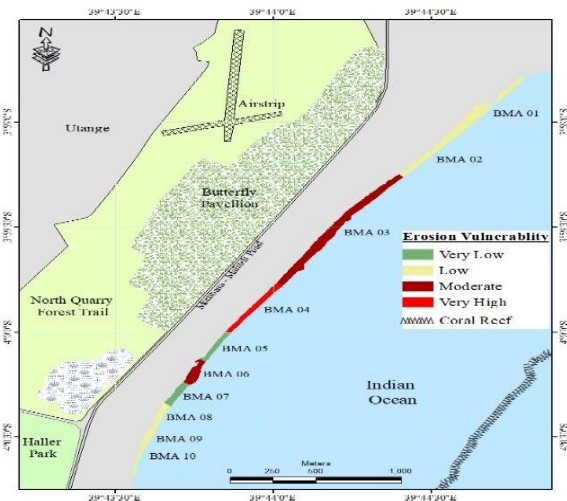 39°43'30"E 39°44'0"E 39°44'30"E
N
Airstrip
BMA 01
Utange
BMA 02
Butterfly
Pavellion
BMA 03
Erosion Vulnerablity
Very Low
Low
Moderate
Very High
Coral Reef
North Quarry
Forest Trail
BMA 04
BMA 05
BMA 06
BMA 07
Indian
Ocean
BMA 08
BMA 09
BMA 10
Haller
Park
Meters
0 250 500 1,000
39°43'30"E 39°44'0"E 39°44'30"E